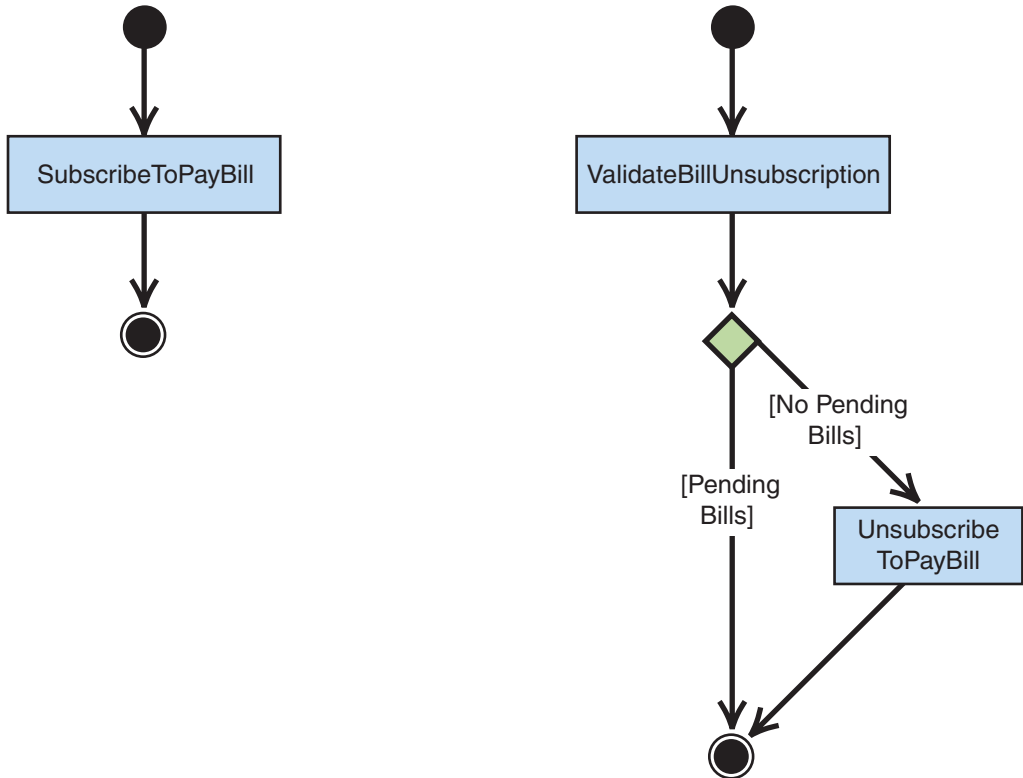 SubscribeToPayBill
ValidateBillUnsubscription
[No Pending
Bills]
[Pending
Bills]
Unsubscribe
ToPayBill